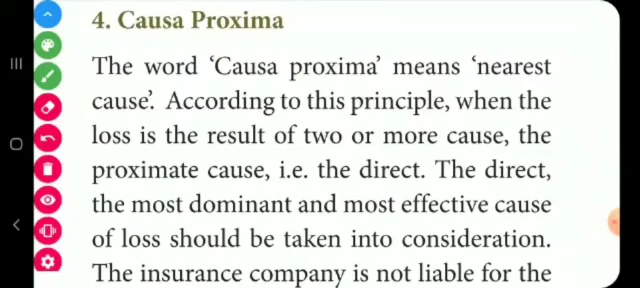 4. Causa Proxima
The word ‘Causa proxima’ means ‘nearest
cause’. According to this principle, when the
loss is the result of two or more cause, the
proximate cause, i.e. the direct. The direct,
the most dominant and most effective cause
of loss should be taken into consideration.
The insurance company is not liable for the